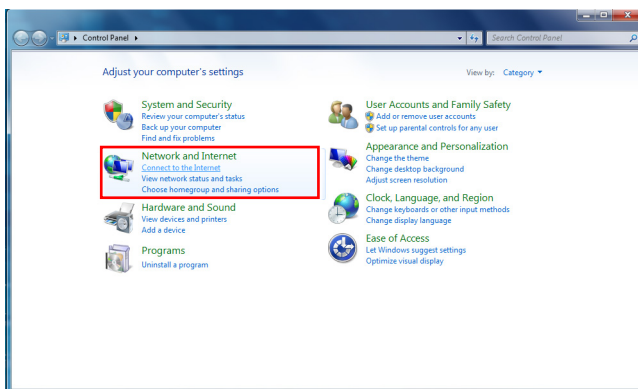 Control Panel
Search Control Panel
Adjust your computer's settings
View by: Category
System and Security
Review your computer's status
Back up your computer
Find and fix problems
Network and Internet
Connect to the Internet
View network status and tasks
Choose homegroup and sharing options
Hardware and Sound
View devices and printers
Add a device
Programs
Uninstall a program
User Accounts and Family Safety
Add or remove user accounts
Set up parental controls for any user
Appearance and Personalization
Change the theme
Change desktop background
Adjust screen resolution
Clock, Language, and Region
Change keyboards or other input methods
Change display language
Ease of Access
Let Windows suggest settings
Optimize visual display